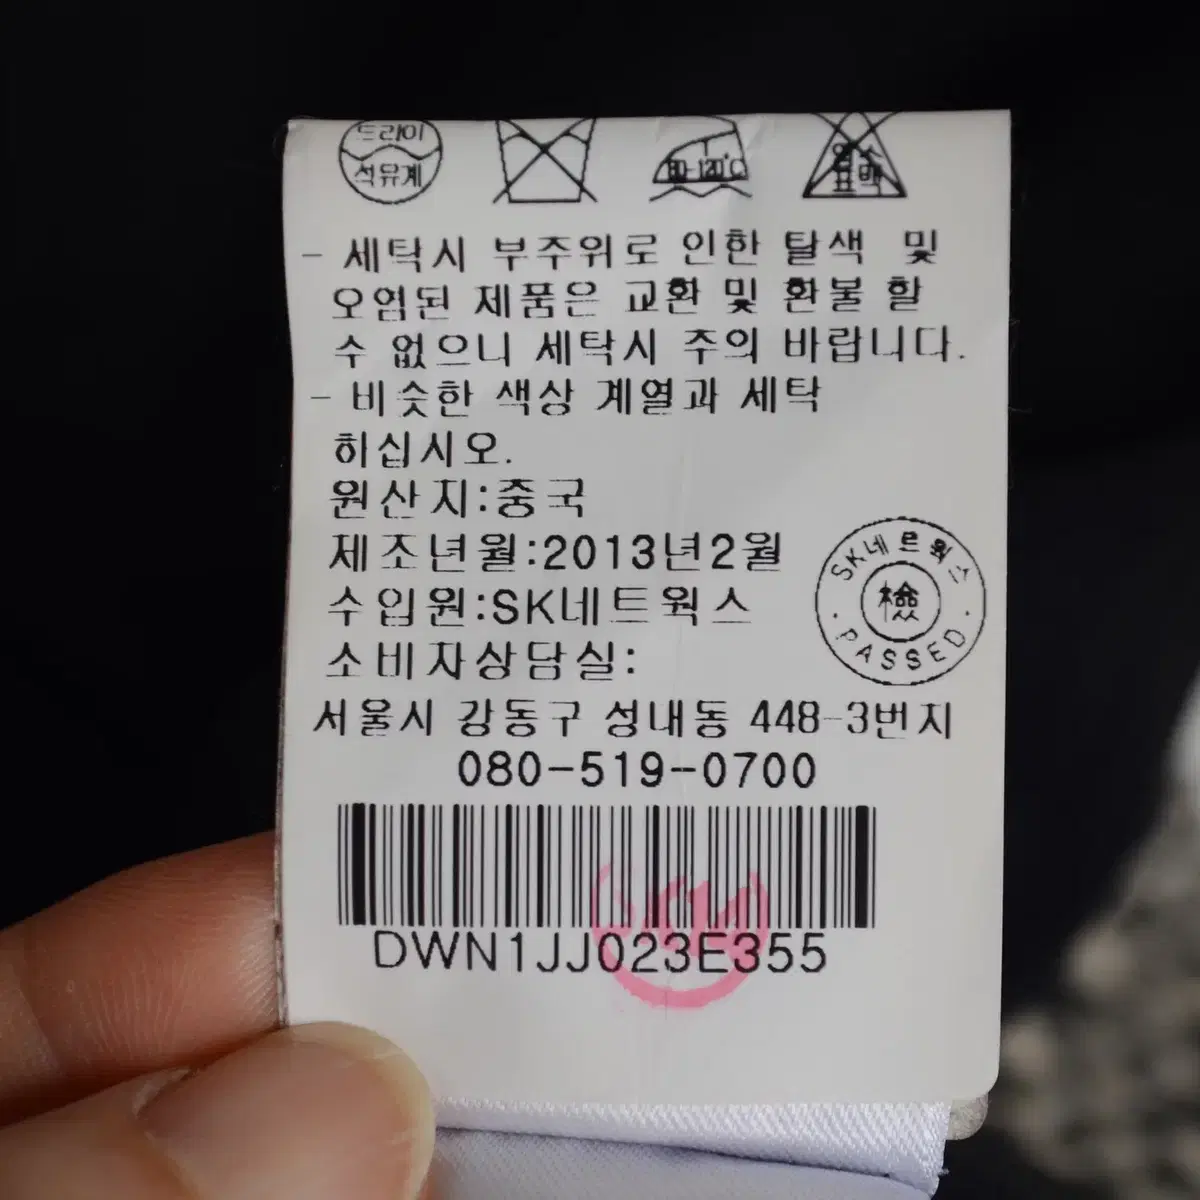 드라이
석유계
80-120℃
염소
표백
- 세탁시 부주위로 인한 탈색 및
오염된 제품은 교환 및 환불 할
수 없으니 세탁시 주의 바랍니다.
- 비슷한 색상 계열과 세탁
하십시오.
원산지:중국
제조년월:2013년2월
수입원:SK네트웍스
소비자상담실:
서울시 강동구 성내동 448-3번지
080-519-0700
SK네트웍스
檢
PASSED
DWN1JJ023E355